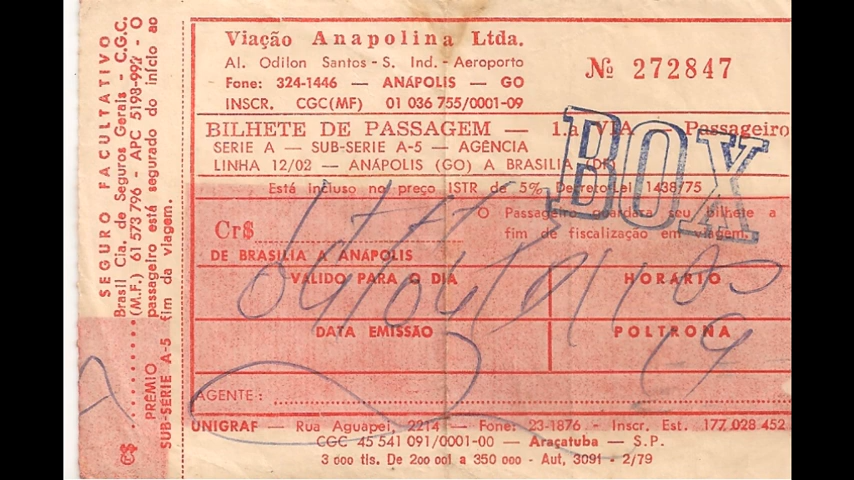 Viação Anapolina Ltda.
Al. Odilon Santos - S. Ind. - Aeroporto
Fone: 324-1446 — ANÁPOLIS — GO
INSCR. CGC(MF) 01 036 755/0001-09
Nº 272847
BILHETE DE PASSAGEM — 1.a VIA — Passageiro
SERIE A — SUB-SERIE A-5 — AGÊNCIA
LINHA 12/02 — ANÁPOLIS (GO) A BRASILIA (DF)
BOX
Está incluso no preço ISTR de 5% Decreto-Lei 1438/75
Cr$
O Passageiro guardará seu bilhete a
fim de fiscalização em viagem.
DE BRASILIA A ANÁPOLIS
VALIDO PARA O DIA
HORÁRIO
DATA EMISSÃO
POLTRONA
19
AGENTE:
UNIGRAF — Rua Aguapei, 2214 — Fone: 23-1876 - Inscr. Est. 177 028 452
CGC 45 541 091/0001-00 — Araçatuba — S.P.
3 000 tls. De 200 001 a 350 000 - Aut, 3091 - 2/79
SEGURO FACULTATIVO
Brasil Cia. de Seguros Gerais - C.G.C.
(M.F.) 61 573 796 - APC 5198-992 - O
passageiro está segurado do início ao
fim da viagem.
PRÊMIO
SUB-SÉRIE A-5
C$